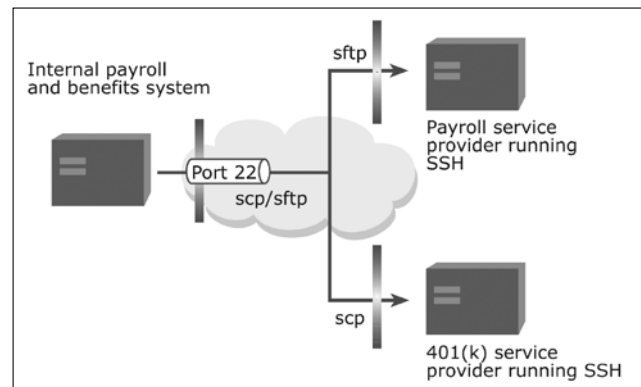 Internal payroll
and benefits system
Port 22
scp/sftp
sftp
Payroll service
provider running
SSH
scp
401(k) service
provider running SSH